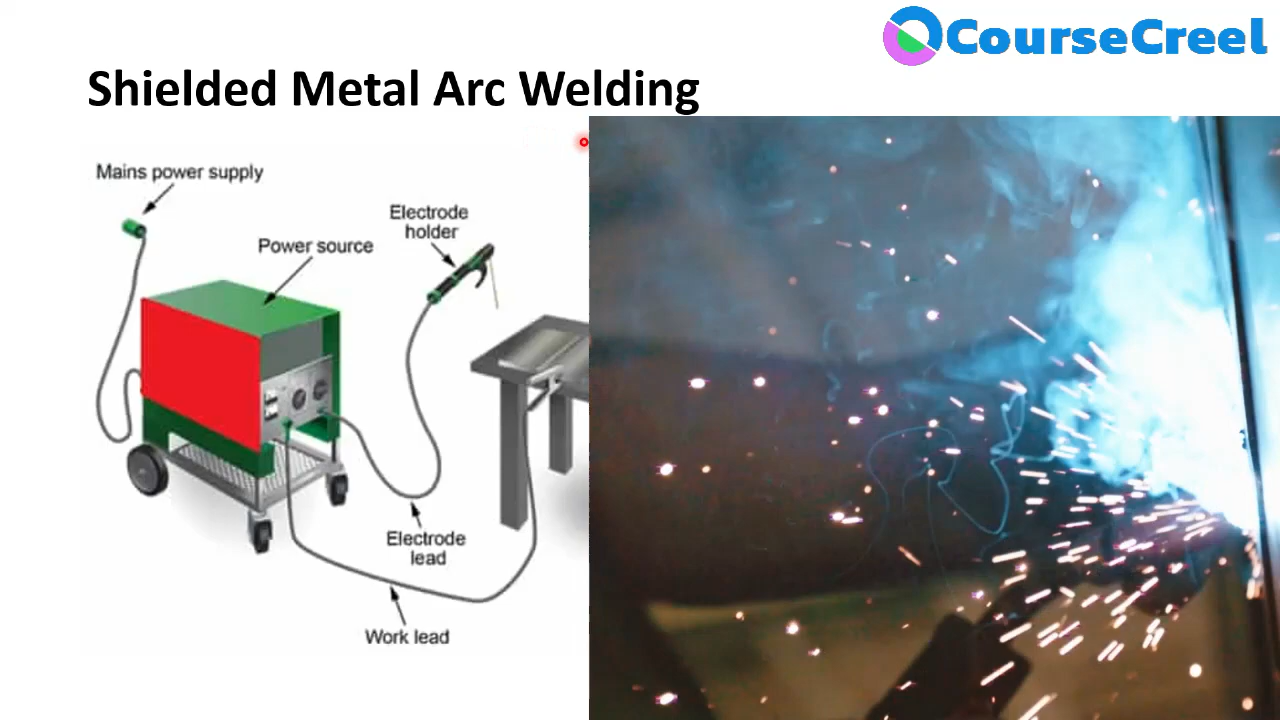 CourseCreel
Shielded Metal Arc Welding
Mains power supply
Electrode
holder
Power source
Electrode
lead
Work lead